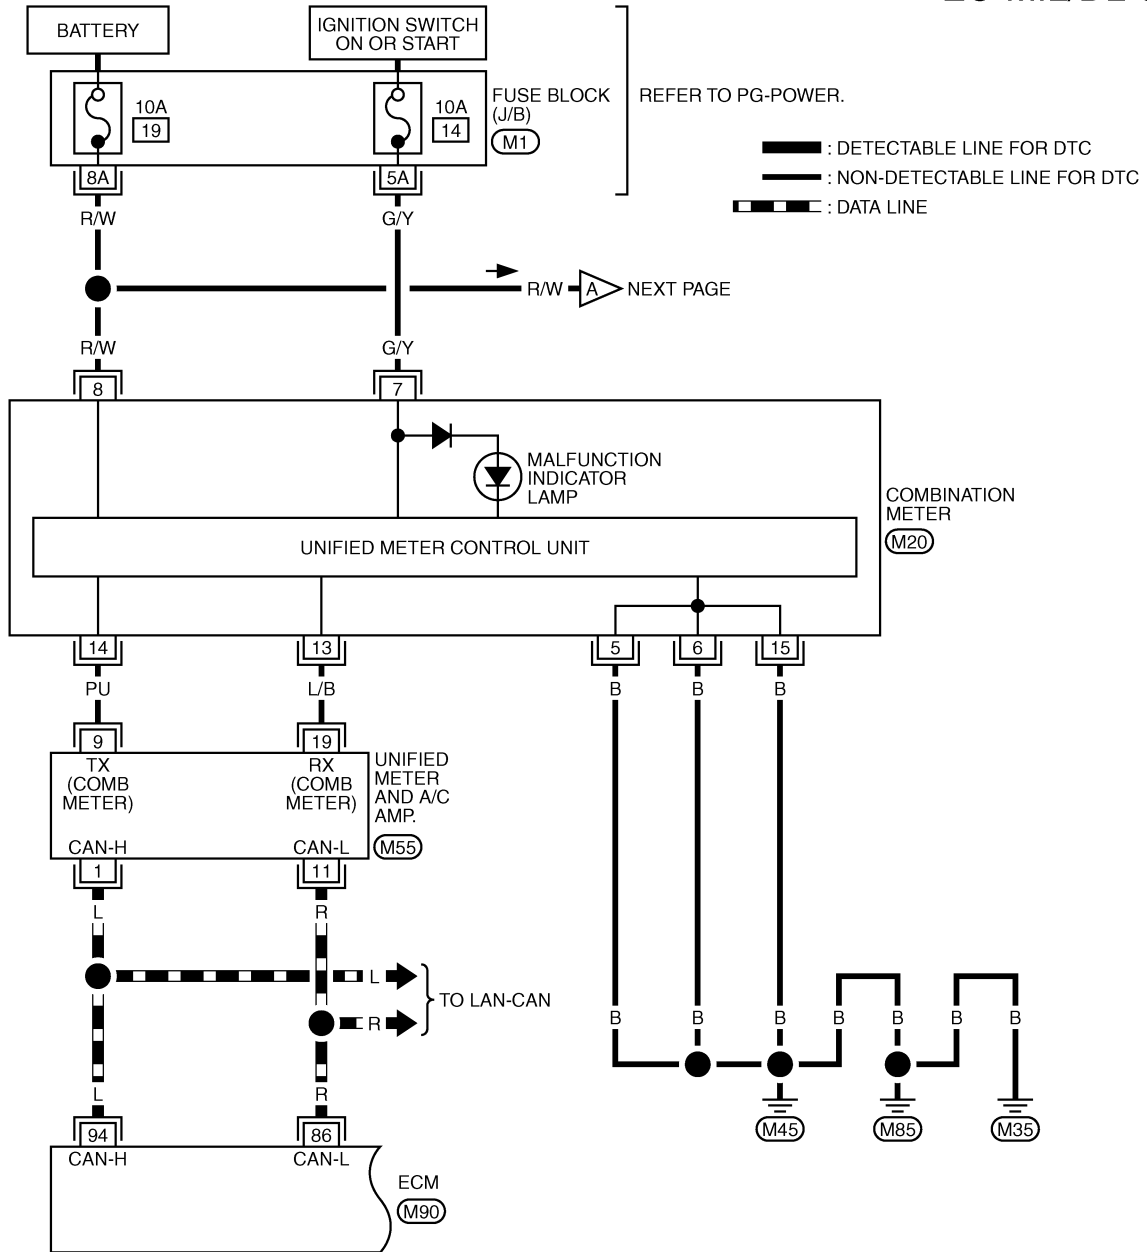 BATTERY
IGNITION SWITCH
ON OR START
10A
19
10A
14
FUSE BLOCK
(J/B)
M1
REFER TO PG-POWER.
: DETECTABLE LINE FOR DTC
: NON-DETECTABLE LINE FOR DTC
: DATA LINE
8A
5A
R/W
G/Y
R/W
A
NEXT PAGE
R/W
G/Y
8
7
MALFUNCTION
INDICATOR
LAMP
UNIFIED METER CONTROL UNIT
COMBINATION
METER
M20
14
13
5
6
15
PU
L/B
B
B
B
9
19
TX
(COMB
METER)
RX
(COMB
METER)
UNIFIED
METER
AND A/C
AMP.
M55
CAN-H
CAN-L
1
11
L
R
L
R
TO LAN-CAN
B
B
B
B
B
B
B
L
R
M45
M85
M35
94
86
CAN-H
CAN-L
ECM
M90